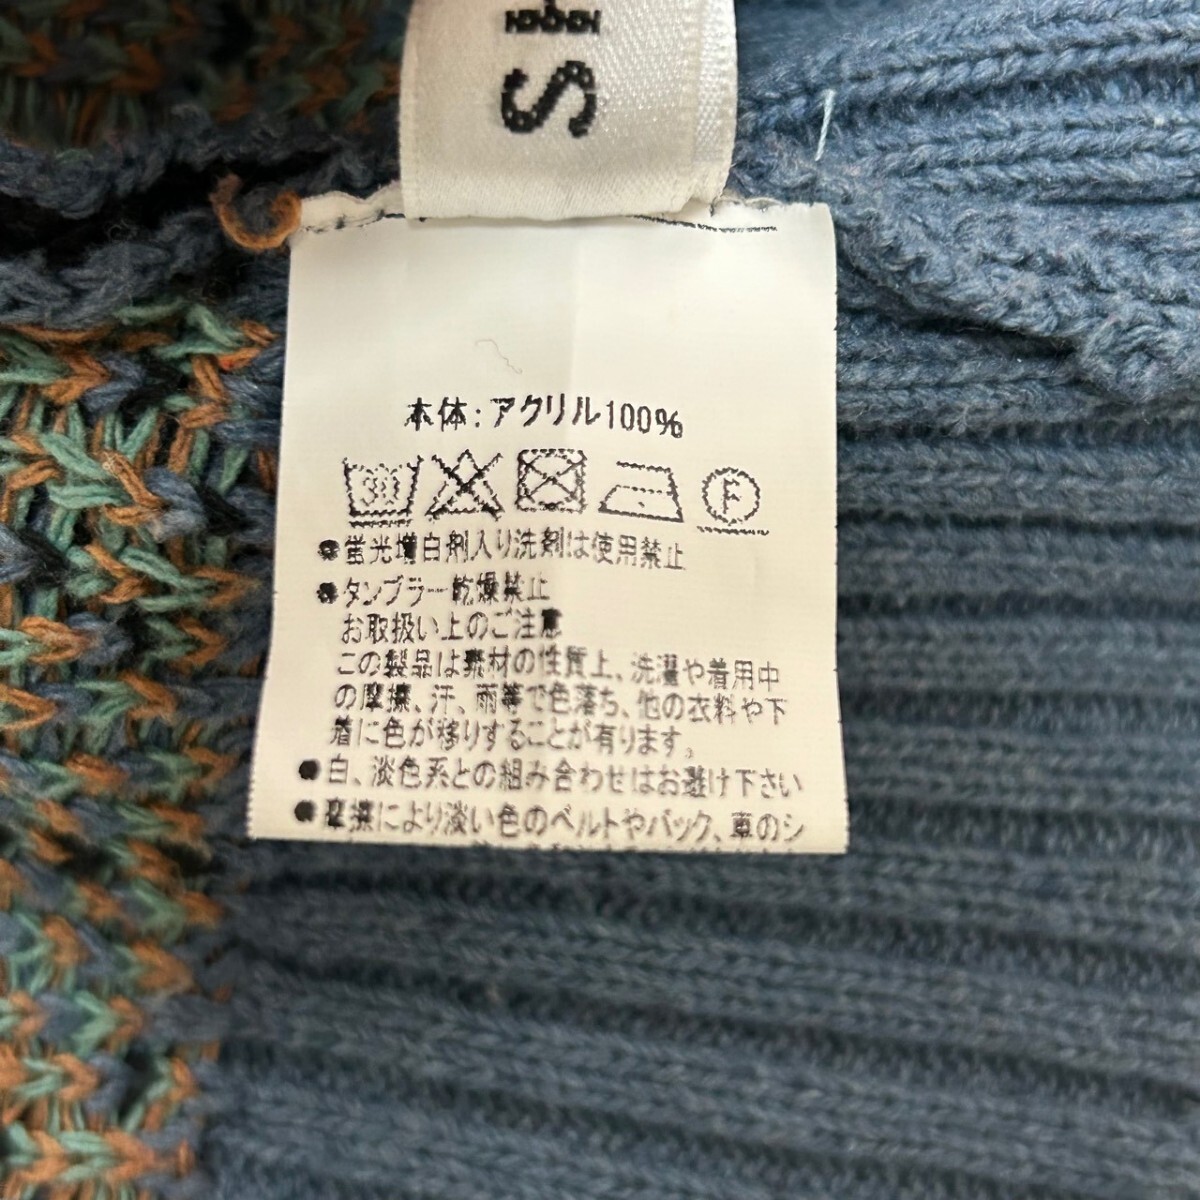 本体:アクリル100%
30
F
●蛍光増白剤入り洗剤は使用禁止
●タンブラー乾燥禁止
お取扱い上のご注意
この製品は素材の性質上、洗濯や着用中
の摩擦、汗、雨等で色落ち、他の衣料や下
着に色が移りすることが有ります。
●白、淡色系との組み合わせはお避け下さい
●摩擦により淡い色のベルトやバック、車のシ